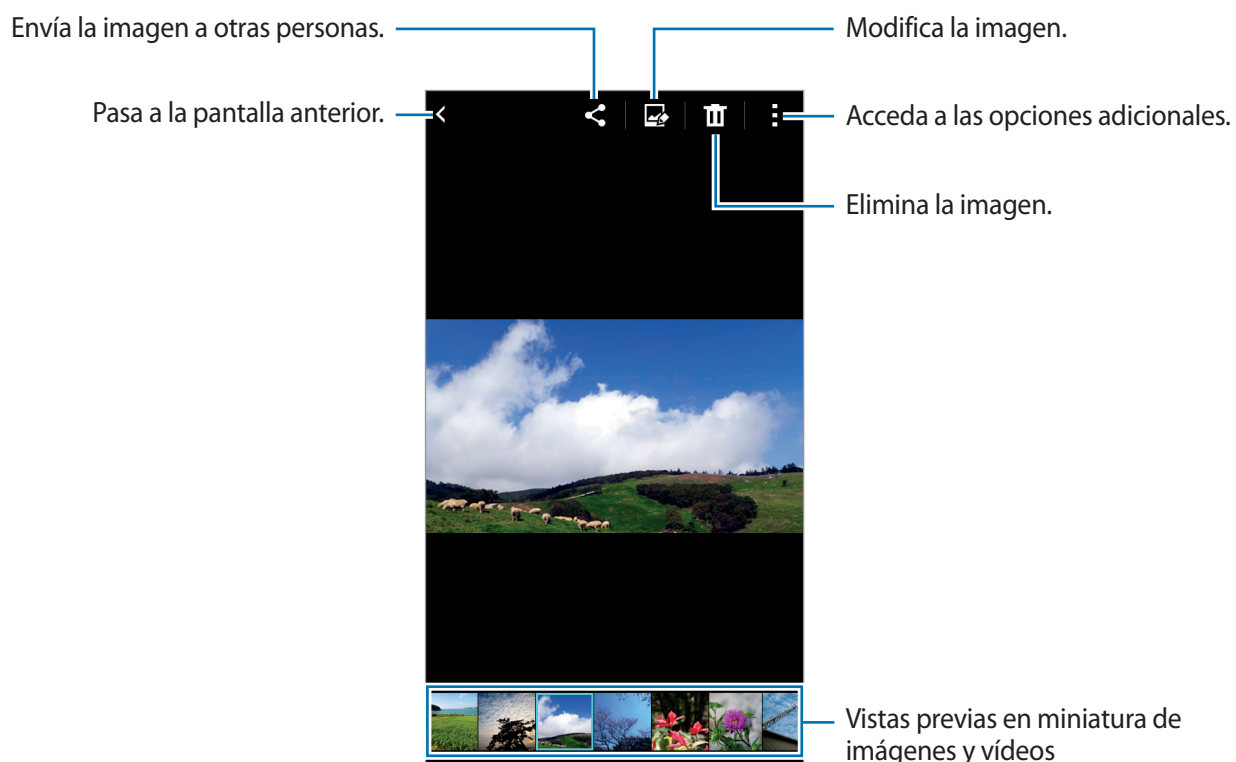 Envía la imagen a otras personas.
Modifica la imagen.
Pasa a la pantalla anterior.
Acceda a las opciones adicionales.
Elimina la imagen.
Vistas previas en miniatura de
imágenes y vídeos